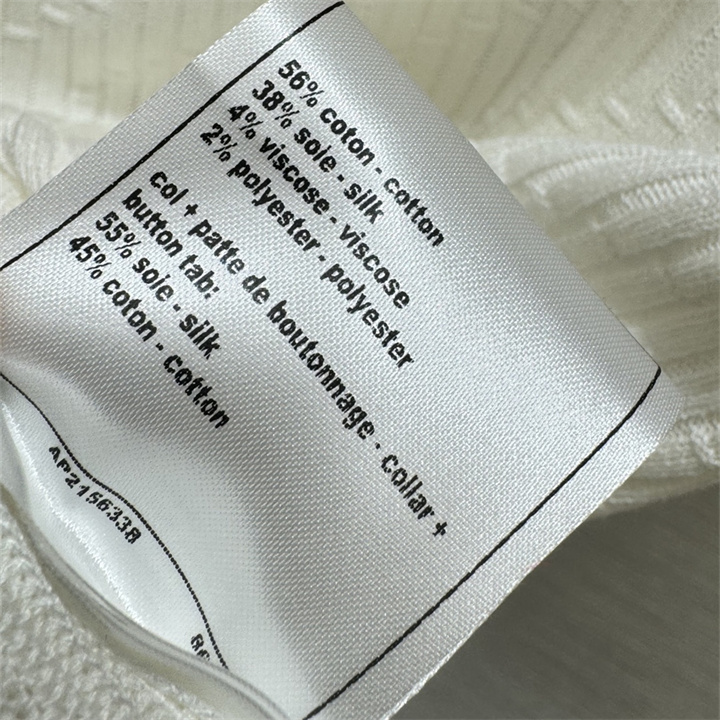 56% coton - cotton
38% soie - silk
4% viscose - viscose
2% polyester - polyester
col + patte de boutonnage - collar +
button tab:
55% soie - silk
45% coton - cotton
AP2156338